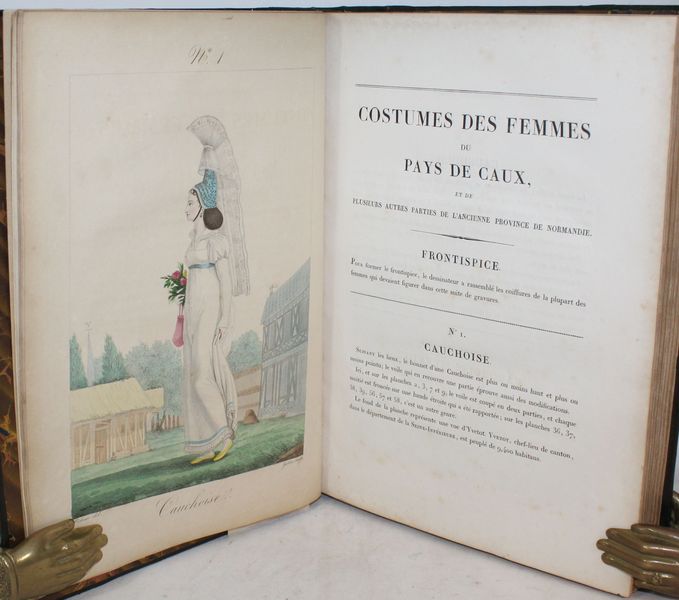 N.º 1
Cauchoise.
COSTUMES DES FEMMES
DU
PAYS DE CAUX,
ET DE
PLUSIEURS AUTRES PARTIES DE L'ANCIENNE PROVINCE DE NORMANDIE.
FRONTISPICE.
Pour former le frontispice, le dessinateur a rassemblé les coiffures de la plupart des
femmes qui devaient figurer dans cette suite de gravures.
N° 1.
CAUCHOISE.
Suivant les lieux, le bonnet d'une Cauchoise est plus ou moins haut et plus ou
moins pointu; le voile qui en recouvre une partie éprouve aussi des modifications.
Ici, et sur les planches 2, 3, 7 et 9, le voile est coupé en deux parties, et chaque
moitié est froncée sur une bande étroite qui a été rapportée; sur les planches 36, 37,
38, 39, 56, 57 et 58, c'est un autre genre.
Le fond de la planche représente une vue d'Yvetot. Yvetot, chef-lieu de canton,
dans le département de la Seine-Inférieure, est peuplé de 9,400 habitans.